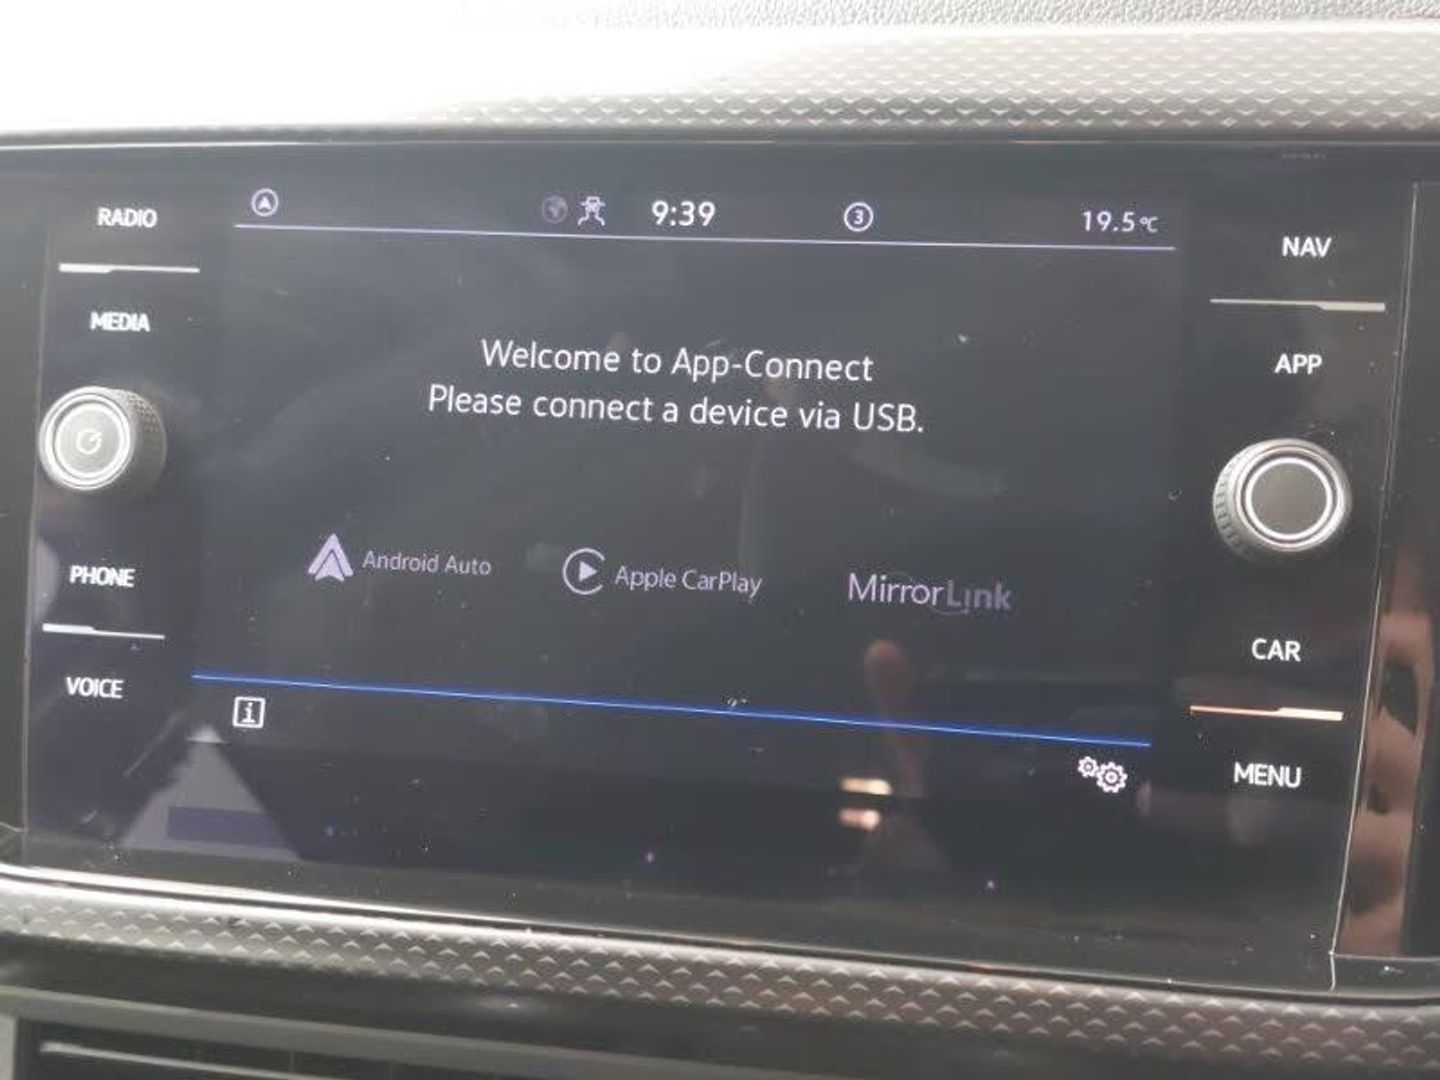 RADIO
9:39
3
19.5°C
NAV
MEDIA
APP
Welcome to App-Connect
Please connect a device via USB.
Android Auto
Apple CarPlay
MirrorLink
PHONE
CAR
VOICE
i
MENU